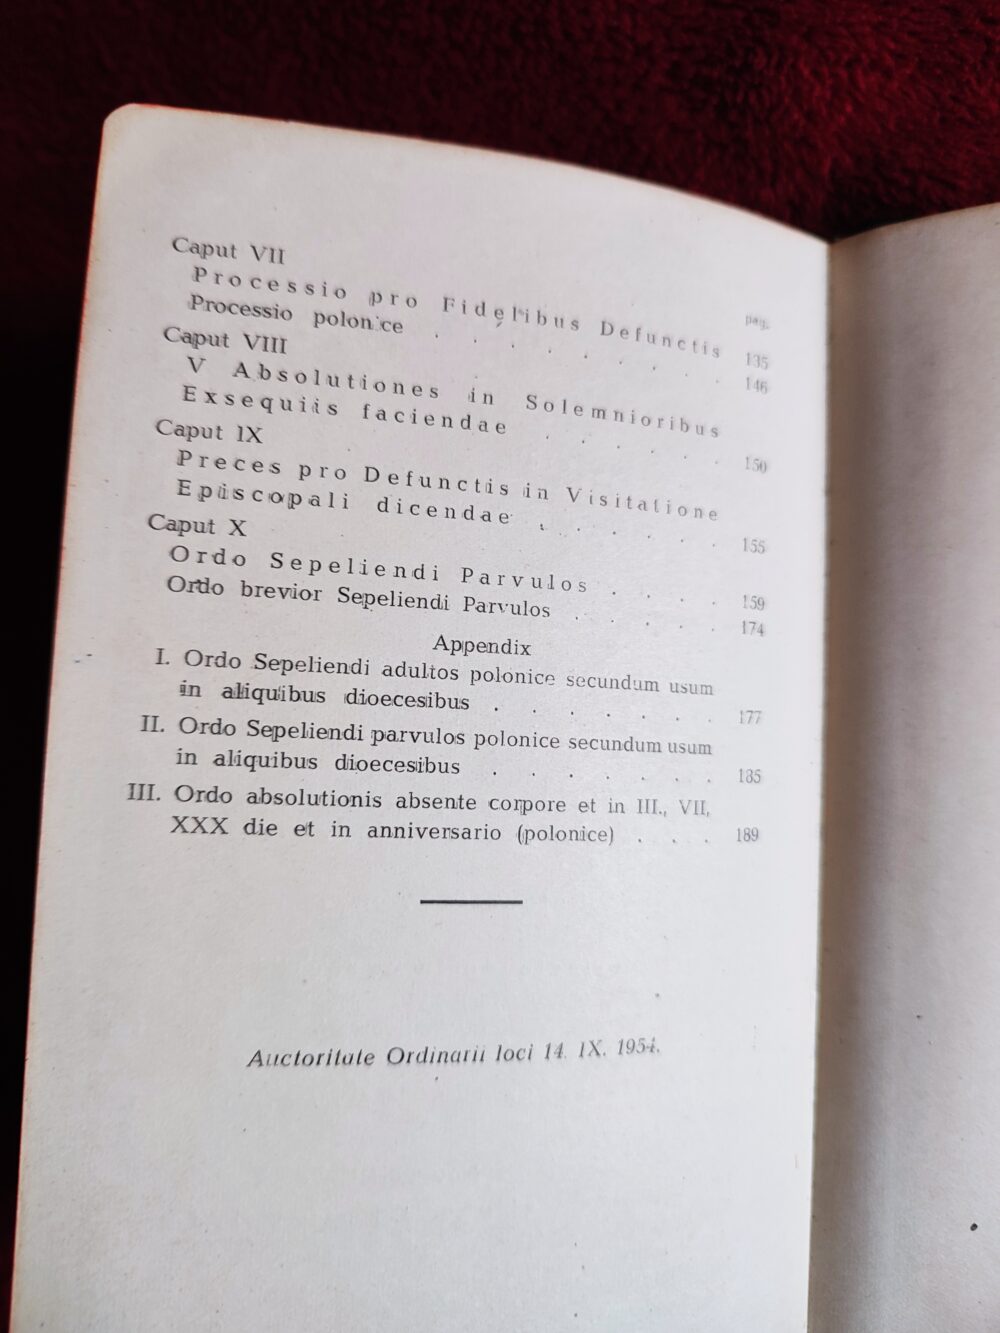 Caput VII
pag.
Processio pro Fidelibus Defunctis 135
Processio polonice . . . . . . . . 146
Caput VIII
V Absolutiones in Solemnioribus
Exsequiis faciendae . . . . . 150
Caput IX
Preces pro Defunctis in Visitatione
Episcopali dicendae . . . . . 155
Caput X
Ordo Sepeliendi Parvulos . . . . 159
Ordo brevior Sepeliendi Parvulos . . . . . 174
Appendix
I. Ordo Sepeliendi adultos polonice secundum usum
in aliquibus dioecesibus . . . . . . . 177
II. Ordo Sepeliendi parvulos polonice secundum usum
in aliquibus dioecesibus . . . . . . . 185
III. Ordo absolutionis absente corpore et in III., VII,
XXX die et in anniversario (polonice) . . . 189
Auctoritate Ordinarii loci 14. IX. 1954.